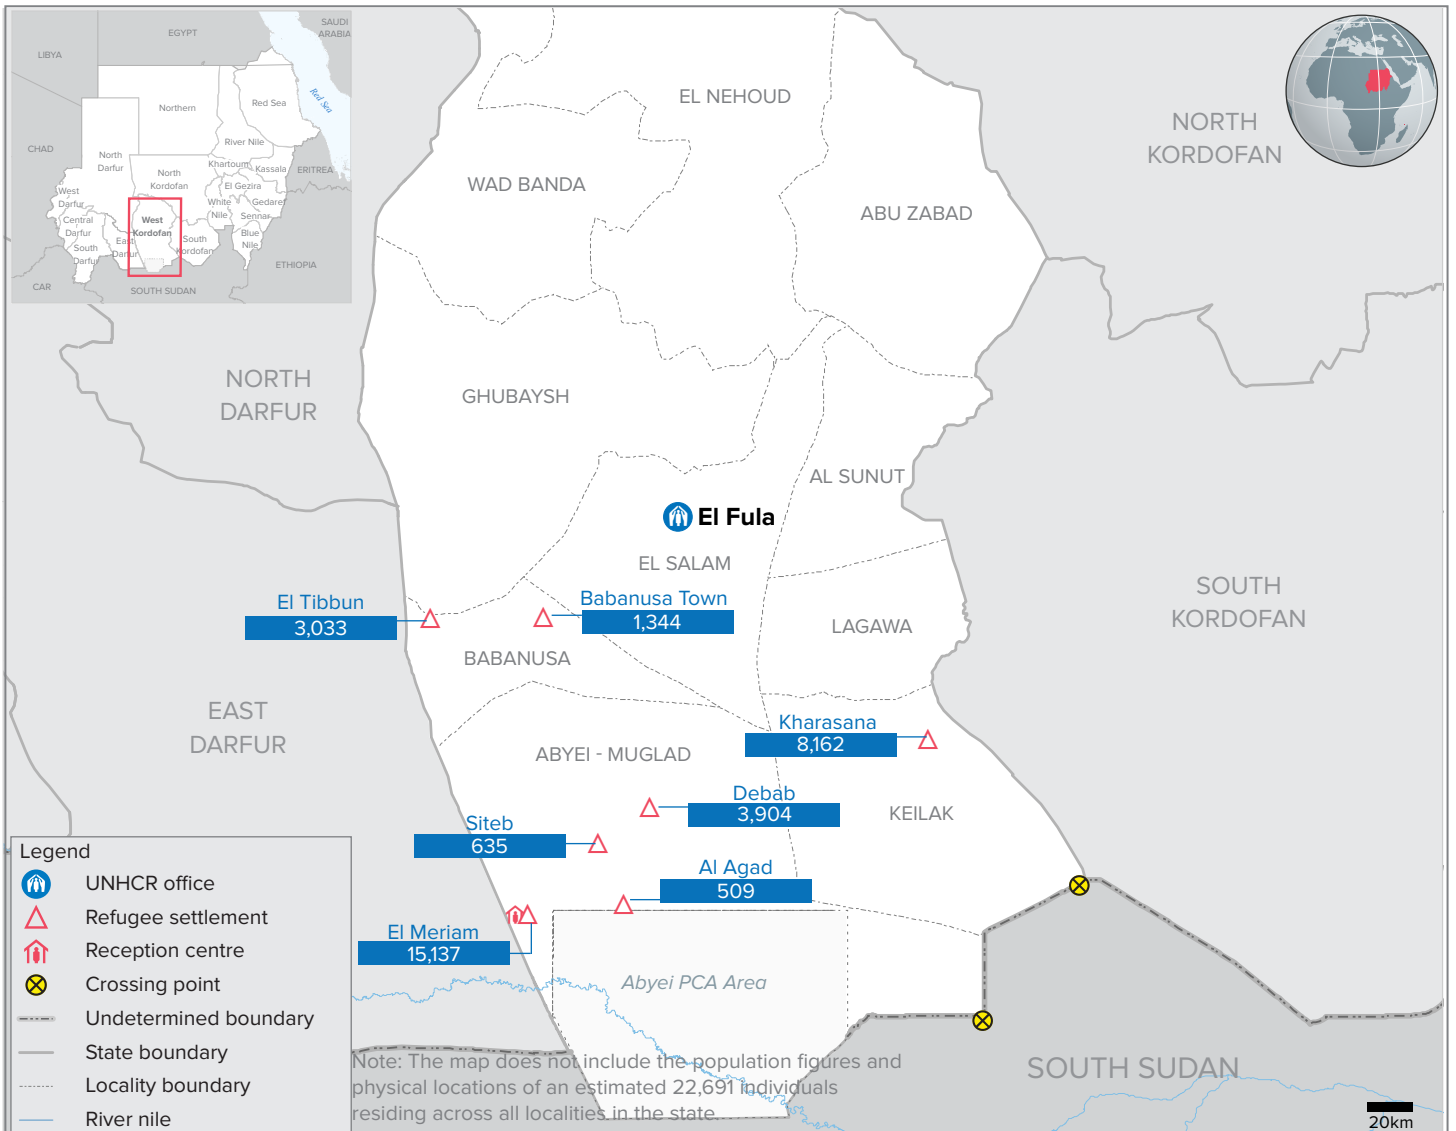 SAUDI
ARABIA
EGYPT
LIBYA
Red Sea
Northern
Red Sea
River Nile
CHAD
North
Darfur
Khartoum
Kassala
ERITREA
North
Kordofan
El Gezira
West
Darfur
White
Nile
Gedaref
Sennar
Central
Darfur
West
Kordofan
East
Darfur
South
Kordofan
Blue
Nile
South
Darfur
ETHIOPIA
CAR
SOUTH SUDAN
EL NEHOUD
NORTH
KORDOFAN
WAD BANDA
ABU ZABAD
NORTH
DARFUR
GHUBAYSH
AL SUNUT
El Fula
EL SALAM
SOUTH
KORDOFAN
El Tibbun
3,033
Babanusa Town
1,344
LAGAWA
BABANUSA
EAST
DARFUR
Kharasana
8,162
ABYEI - MUGLAD
Debab
3,904
KEILAK
Siteb
635
Al Agad
509
El Meriam
15,137
Abyei PCA Area
SOUTH SUDAN
Legend
UNHCR office
Refugee settlement
Reception centre
Crossing point
Undetermined boundary
State boundary
Locality boundary
River nile
Note: The map does not include the population figures and
physical locations of an estimated 22,691 individuals
residing across all localities in the state.
20km